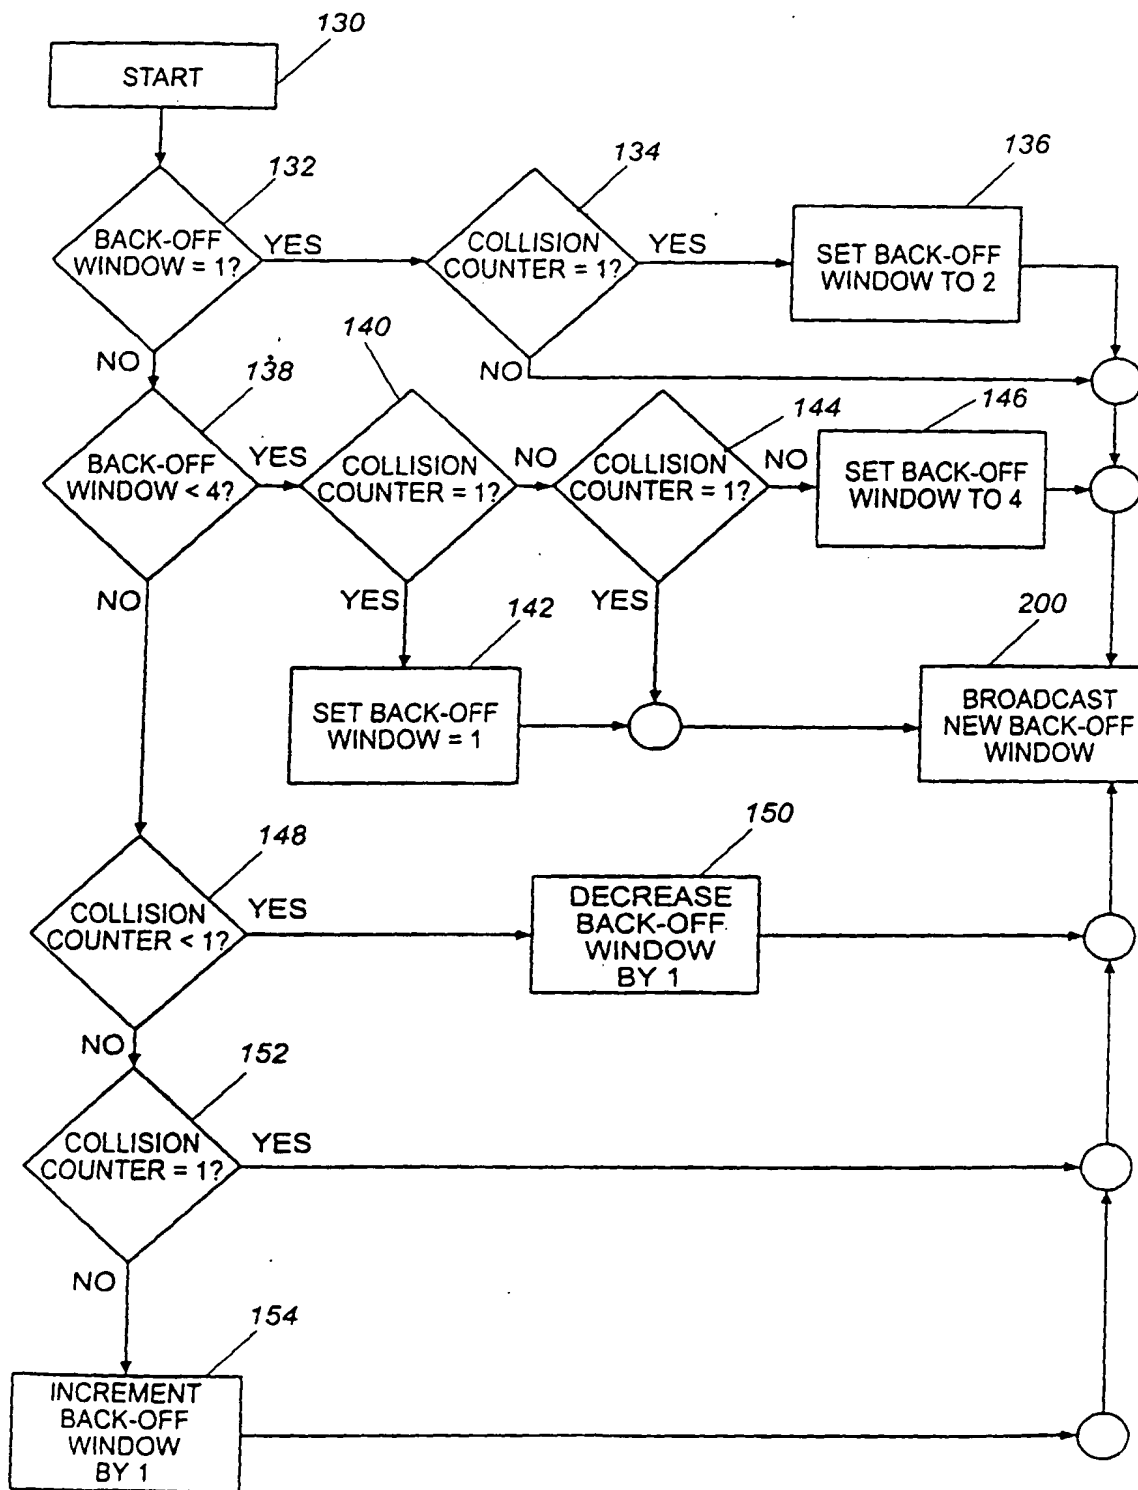 130
START
132
BACK-OFF
WINDOW = 1?
YES
NO
134
COLLISION
COUNTER = 1?
YES
NO
136
SET BACK-OFF
WINDOW TO 2
138
BACK-OFF
WINDOW < 4?
YES
NO
140
COLLISION
COUNTER = 1?
NO
YES
144
COLLISION
COUNTER = 1?
NO
YES
146
SET BACK-OFF
WINDOW TO 4
142
SET BACK-OFF
WINDOW = 1
200
BROADCAST
NEW BACK-OFF
WINDOW
148
COLLISION
COUNTER < 1?
YES
NO
150
DECREASE
BACK-OFF
WINDOW
BY 1
152
COLLISION
COUNTER = 1?
YES
NO
154
INCREMENT
BACK-OFF
WINDOW
BY 1